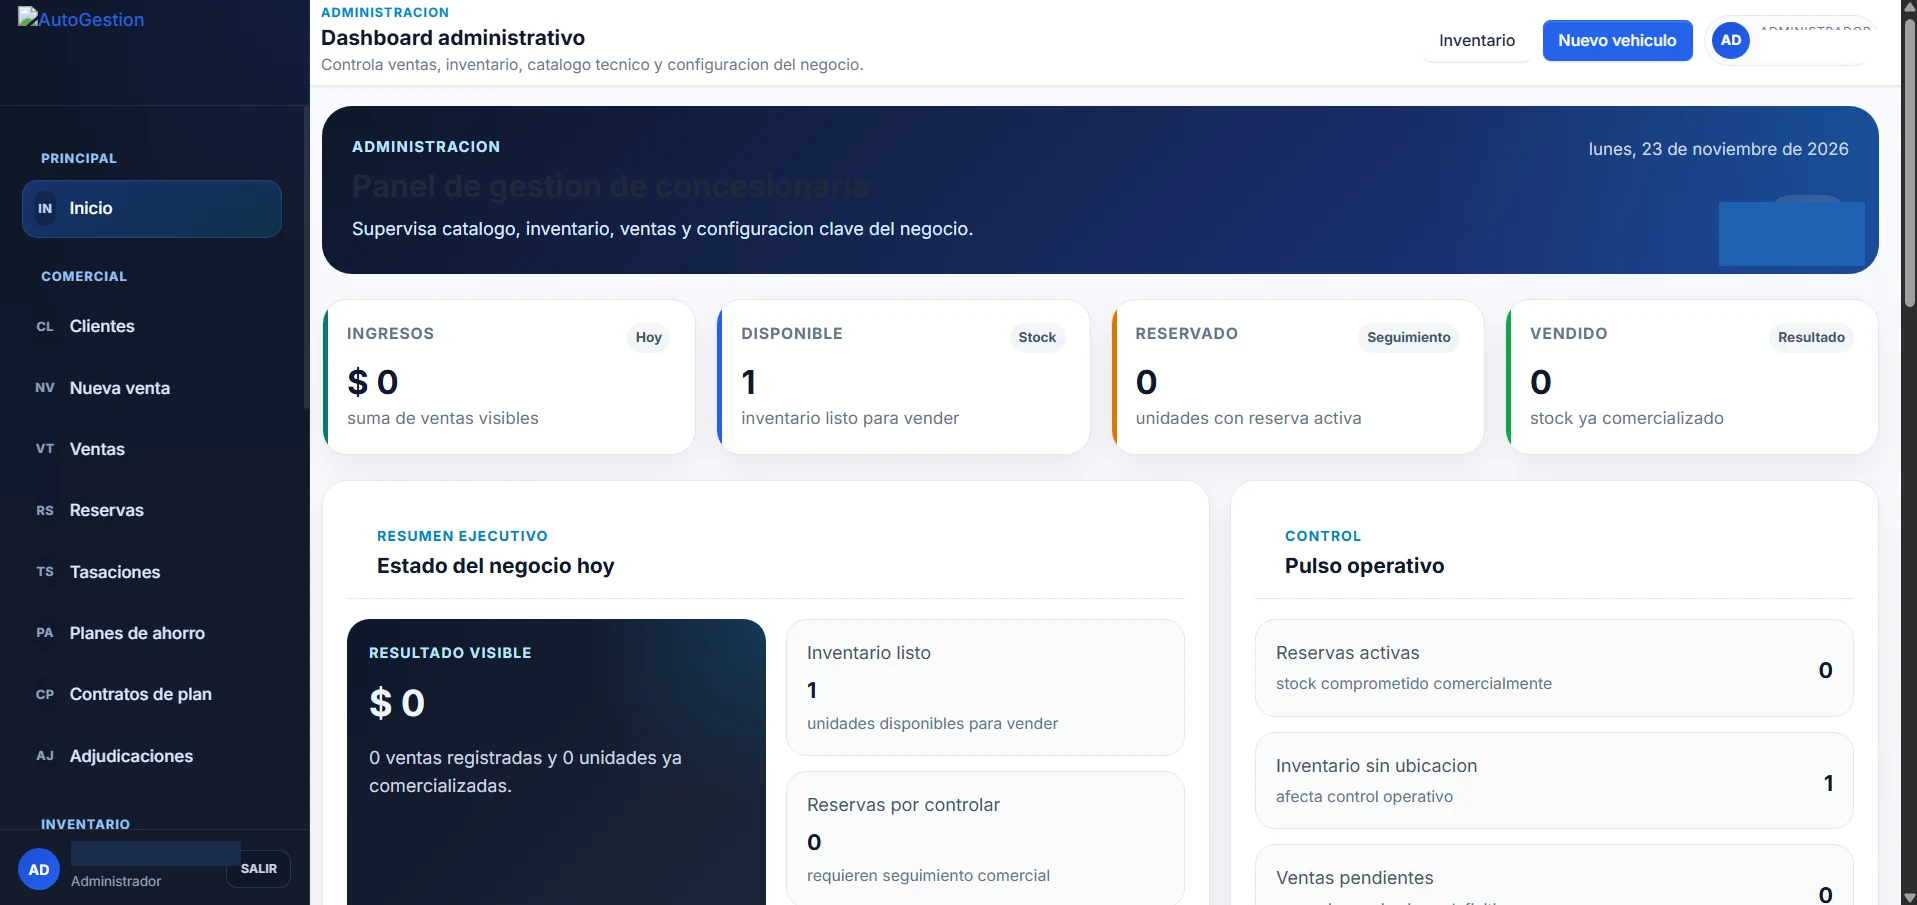 AutoGestion
PRINCIPAL
IN Inicio
COMERCIAL
CL Clientes
NV Nueva venta
VT Ventas
RS Reservas
TS Tasaciones
PA Planes de ahorro
CP Contratos de plan
AJ Adjudicaciones
INVENTARIO
AD
Administrador
SALIR
ADMINISTRACION
Dashboard administrativo
Controla ventas, inventario, catalogo tecnico y configuracion del negocio.
Inventario
Nuevo vehiculo
AD
ADMINISTRADOR
ADMINISTRACION
Panel de gestion de concesionaria
Supervisa catalogo, inventario, ventas y configuracion clave del negocio.
lunes, 23 de noviembre de 2026
INGRESOS
Hoy
$ 0
suma de ventas visibles
DISPONIBLE
Stock
1
inventario listo para vender
RESERVADO
Seguimiento
0
unidades con reserva activa
VENDIDO
Resultado
0
stock ya comercializado
RESUMEN EJECUTIVO
Estado del negocio hoy
RESULTADO VISIBLE
$ 0
0 ventas registradas y 0 unidades ya
comercializadas.
Inventario listo
1
unidades disponibles para vender
Reservas por controlar
0
requieren seguimiento comercial
CONTROL
Pulso operativo
Reservas activas
stock comprometido comercialmente
0
Inventario sin ubicacion
afecta control operativo
1
Ventas pendientes
0